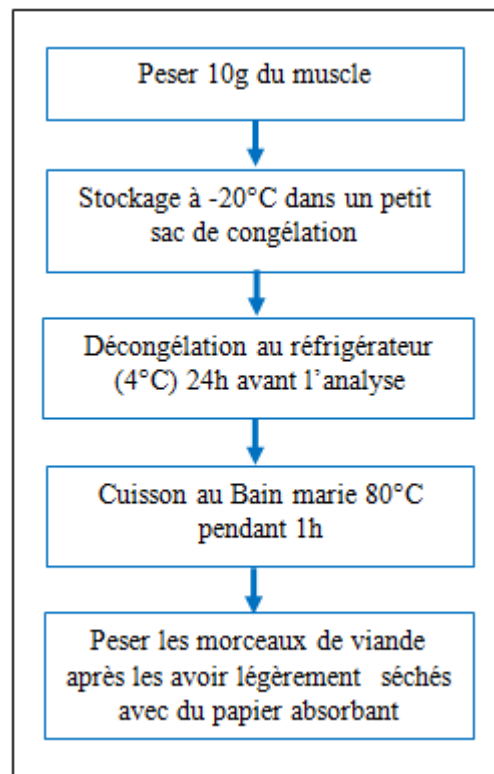 Peser 10g du muscle
Stockage à -20°C dans un petit
sac de congélation
Décongélation au réfrigérateur
(4°C) 24h avant l'analyse
Cuisson au Bain marie 80°C
pendant 1h
Peser les morceaux de viande
après les avoir légèrement séchés
avec du papier absorbant